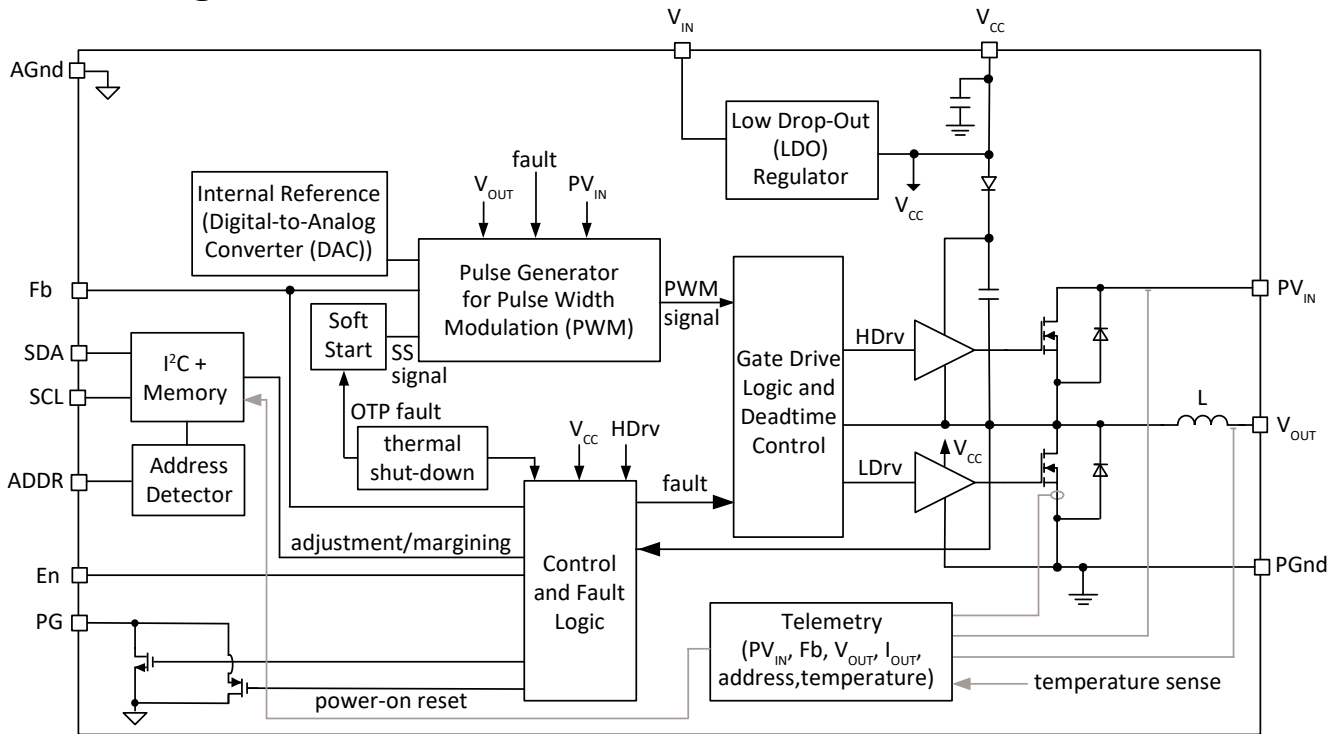 V_IN
V_CC
AGnd
Low Drop-Out
(LDO)
Regulator
V_CC
fault
V_OUT
PV_IN
Internal Reference
(Digital-to-Analog
Converter (DAC))
Pulse Generator
for Pulse Width
Modulation (PWM)
Fb
PWM
signal
PV_IN
Soft
Start
SS
signal
SDA
I²C +
Memory
SCL
HDrv
Gate Drive
Logic and
Deadtime
Control
L
V_OUT
OTP fault
thermal
shut-down
V_CC
HDrv
V_CC
LDrv
ADDR
Address
Detector
fault
adjustment/margining
Control
and Fault
Logic
En
PGnd
PG
Telemetry
(PV_IN, Fb, V_OUT, I_OUT,
address,temperature)
temperature sense
power-on reset